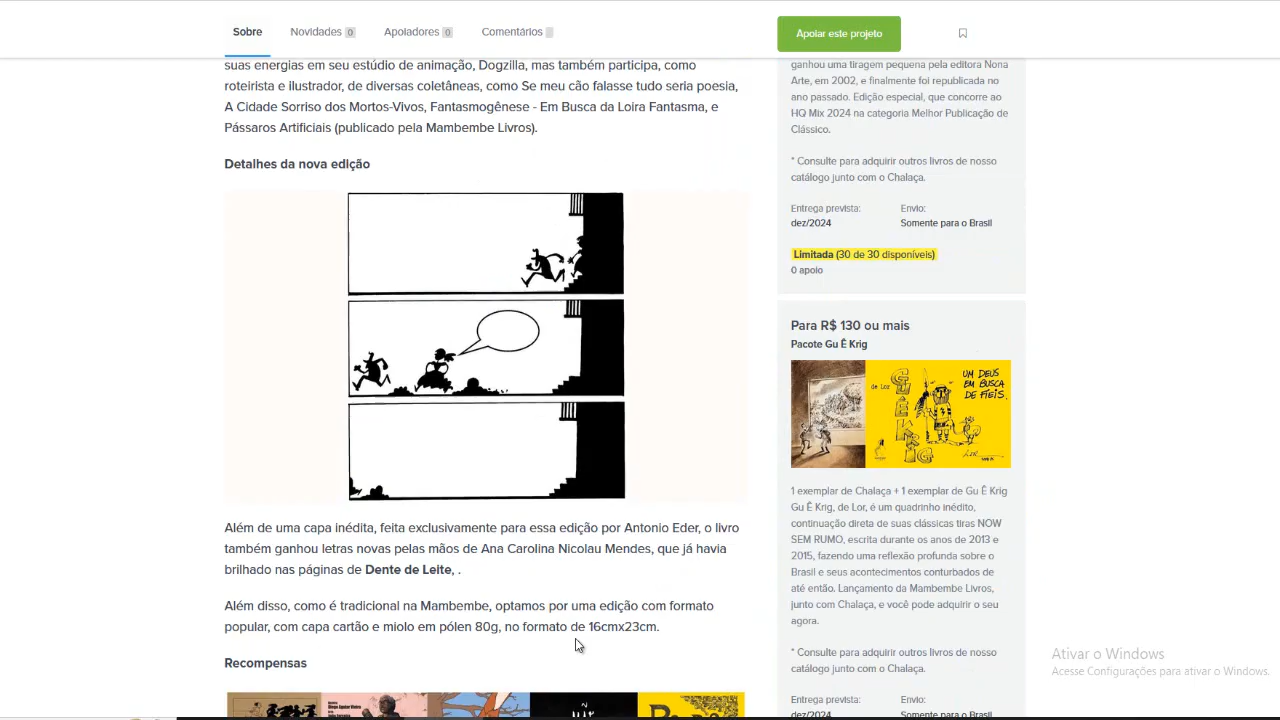 Sobre
Novidades 0
Apoiadores 0
Comentários
Apoiar este projeto
suas energias em seu estúdio de animação, Dogzilla, mas também participa, como
roteirista e ilustrador, de diversas coletâneas, como Se meu cão falasse tudo seria poesia,
A Cidade Sorriso dos Mortos-Vivos, Fantasmogênese - Em Busca da Loira Fantasma, e
Pássaros Artificiais (publicado pela Mambembe Livros).
Detalhes da nova edição
Além de uma capa inédita, feita exclusivamente para essa edição por Antonio Eder, o livro
também ganhou letras novas pelas mãos de Ana Carolina Nicolau Mendes, que já havia
brilhado nas páginas de Dente de Leite, .
Além disso, como é tradicional na Mambembe, optamos por uma edição com formato
popular, com capa cartão e miolo em pólen 80g, no formato de 16cmx23cm.
Recompensas
ganhou uma tiragem pequena pela editora Nona
Arte, em 2002, e finalmente foi republicada no
ano passado. Edição especial, que concorre ao
HQ Mix 2024 na categoria Melhor Publicação de
Clássico.
* Consulte para adquirir outros livros de nosso
catálogo junto com o Chalaça.
Entrega prevista:
dez/2024
Envio:
Somente para o Brasil
Limitada (30 de 30 disponíveis)
0 apoio
Para R$ 130 ou mais
Pacote Gu Ê Krig
de Lor
GU
Ê
KRIG
UM DEUS
EM BUSCA
DE FIÉIS.
1 exemplar de Chalaça + 1 exemplar de Gu Ê Krig
Gu Ê Krig, de Lor, é um quadrinho inédito,
continuação direta de suas clássicas tiras NOW
SEM RUMO, escrita durante os anos de 2013 e
2015, fazendo uma reflexão profunda sobre o
Brasil e seus acontecimentos conturbados de
até então. Lançamento da Mambembe Livros,
junto com Chalaça, e você pode adquirir o seu
agora.
* Consulte para adquirir outros livros de nosso
catálogo junto com o Chalaça.
Entrega prevista:
dez/2024
Envio:
Somente para o Brasil
Ativar o Windows
Acesse Configurações para ativar o Windows.